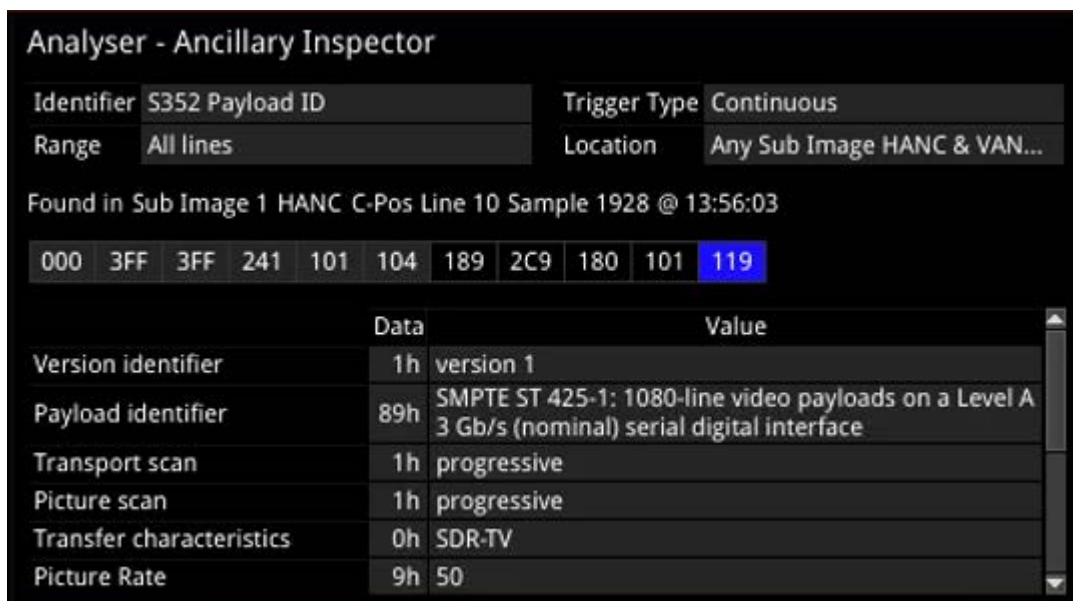 Analyser - Ancillary Inspector
Identifier S352 Payload ID Trigger Type Continuous
Range All lines Location Any Sub Image HANC & VAN...
Found in Sub Image 1 HANC C-Pos Line 10 Sample 1928 @ 13:56:03
000 3FF 3FF 241 101 104 189 2C9 180 101 119
Data Value
Version identifier 1h version 1
Payload identifier 89h SMPTE ST 425-1: 1080-line video payloads on a Level A
3 Gb/s (nominal) serial digital interface
Transport scan 1h progressive
Picture scan 1h progressive
Transfer characteristics 0h SDR-TV
Picture Rate 9h 50